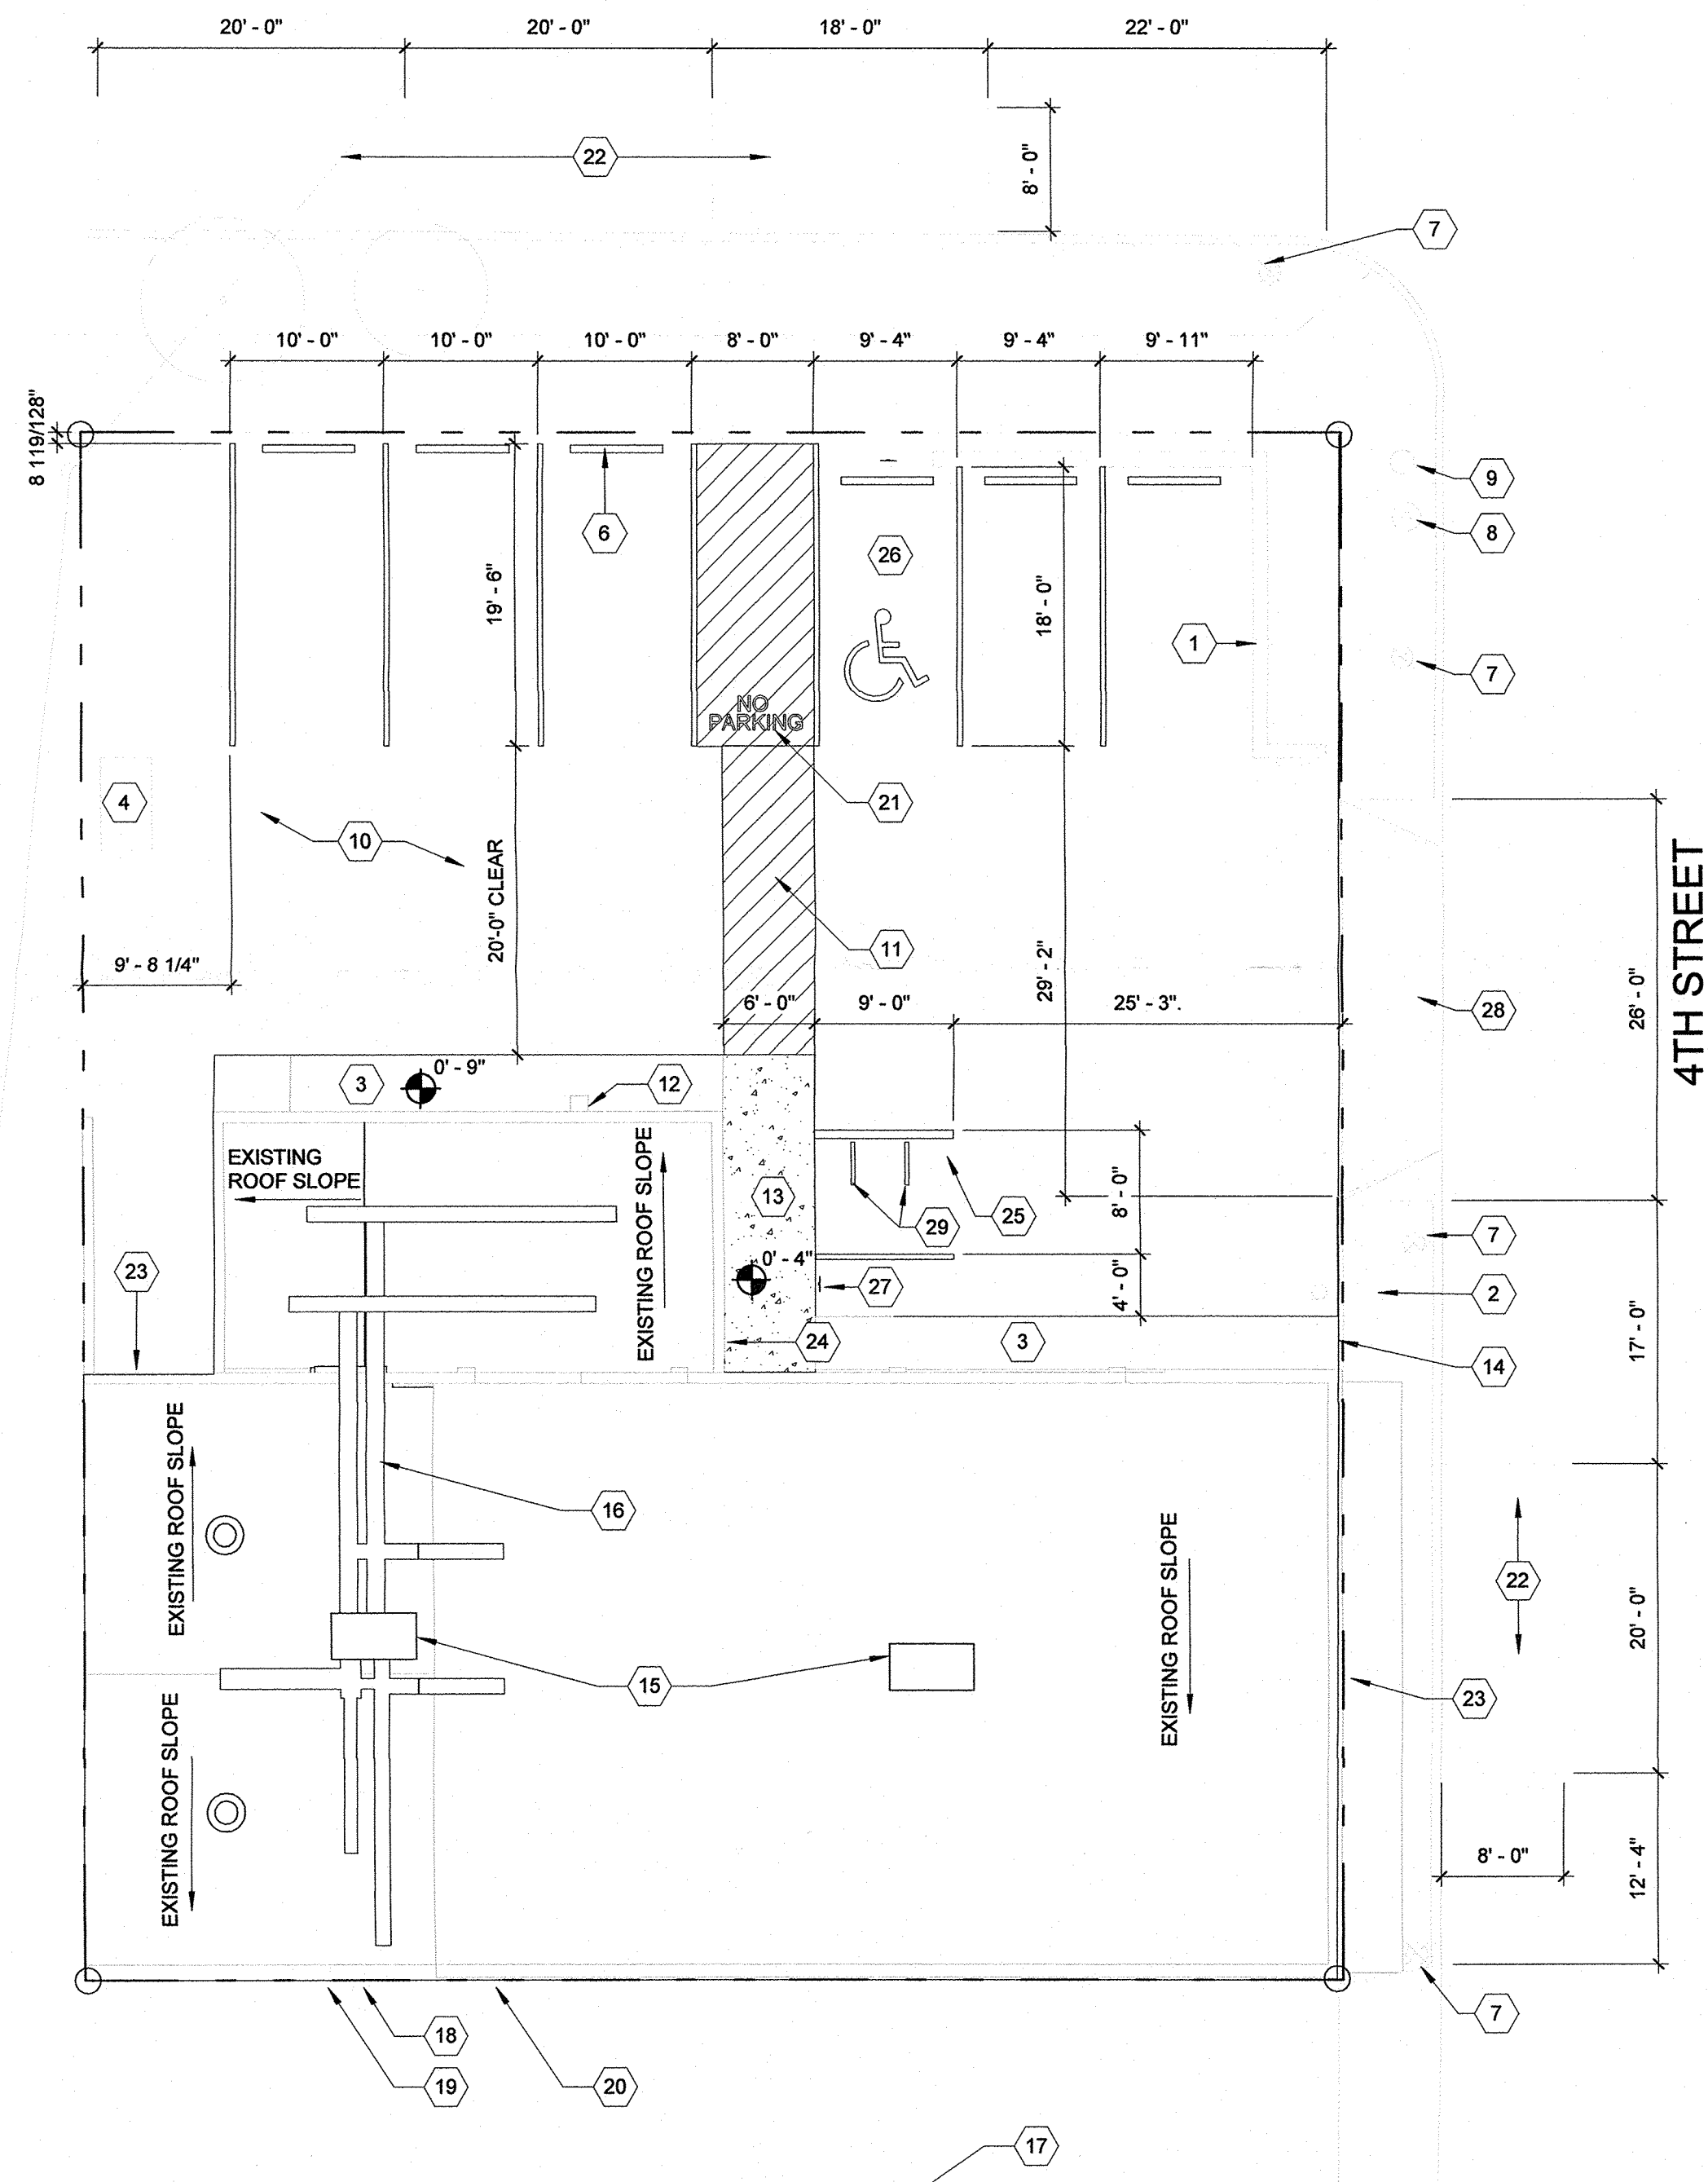 20' - 0"
20' - 0"
18' - 0"
22' - 0"
22
8' - 0"
7
10' - 0"
10' - 0"
10' - 0"
8' - 0"
9' - 4"
9' - 4"
9' - 11"
8 119/128"
9
6
8
26
19' - 6"
18' - 0"
1
7
NO
PARKING
4
21
10
20'-0" CLEAR
11
9' - 8 1/4"
29' - 2"
6' - 0"
9' - 0"
25' - 3".
28
26' - 0"
4TH STREET
3
0' - 9"
12
EXISTING
ROOF SLOPE
EXISTING ROOF SLOPE
13
29
25
8' - 0"
7
23
0' - 4"
27
4' - 0"
2
24
3
14
17' - 0"
EXISTING ROOF SLOPE
16
EXISTING ROOF SLOPE
22
20' - 0"
15
23
EXISTING ROOF SLOPE
8' - 0"
12' - 4"
7
18
19
20
17